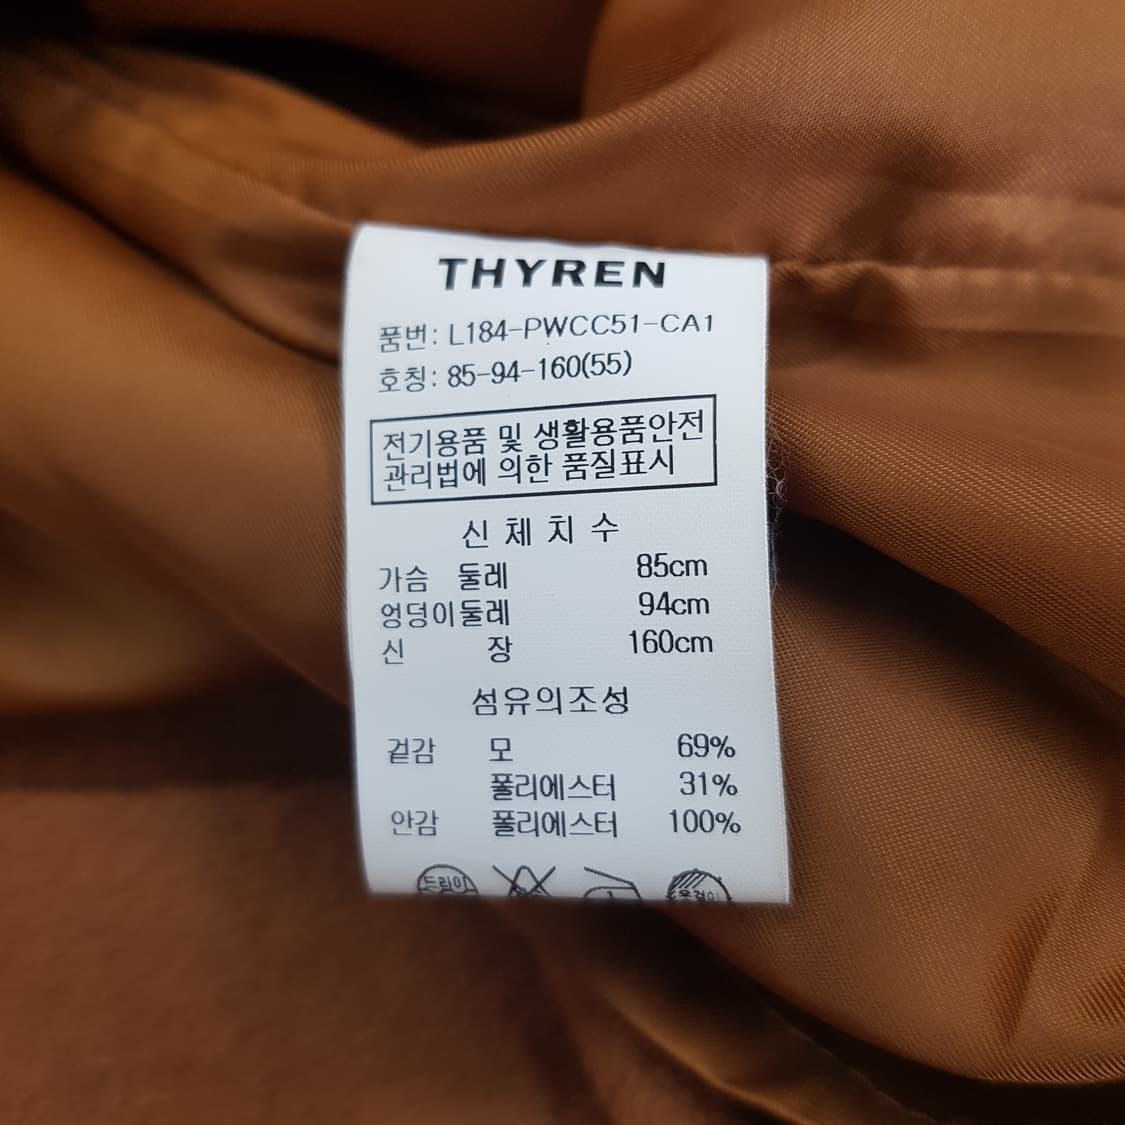 THYREN
품번: L184-PWCC51-CA1
호칭: 85-94-160(55)
전기용품 및 생활용품안전
관리법에 의한 품질표시
신 체 치 수
가슴 둘레 85cm
엉덩이둘레 94cm
신 장 160cm
섬유의조성
겉감 모 69%
폴리에스터 31%
안감 폴리에스터 100%
드라이